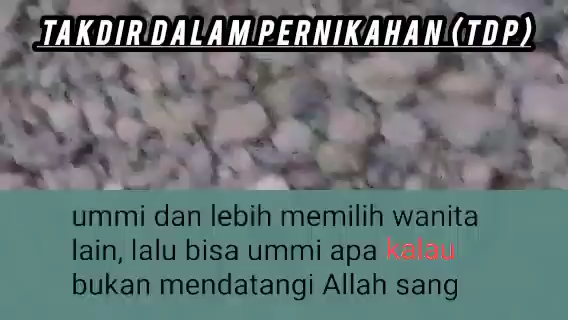 TAKDIR DALAM PERNIKAHAN (TDP)
ummi dan lebih memilih wanita
lain, lalu bisa ummi apa kalau
bukan mendatangi Allah sang